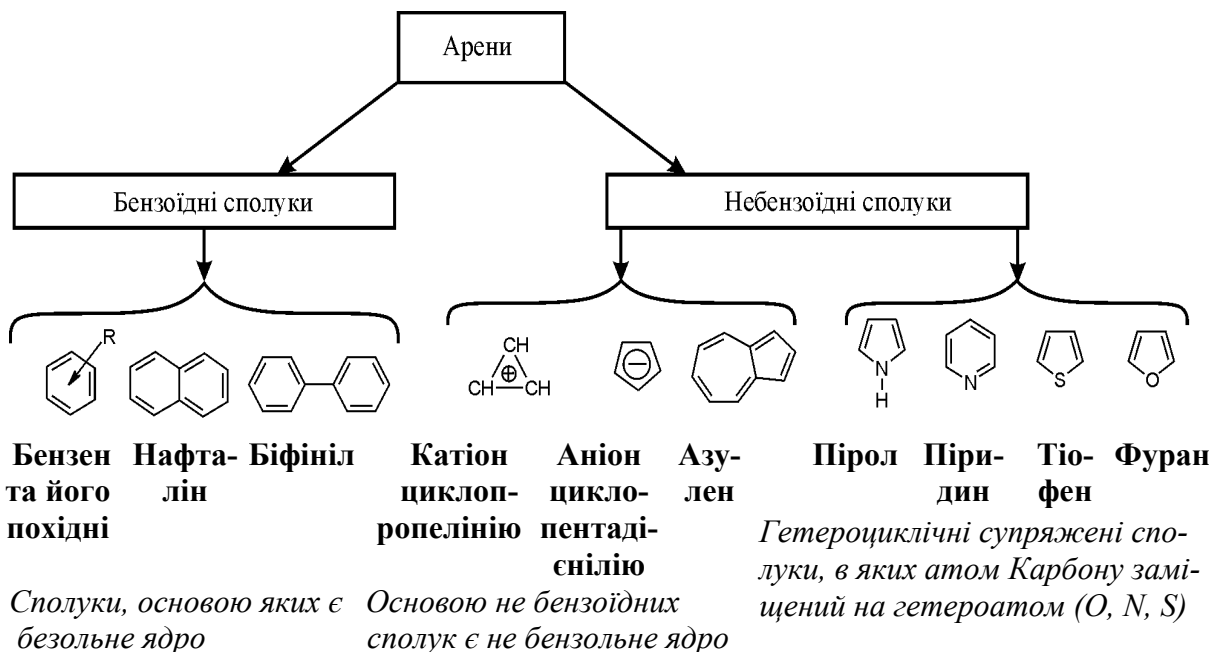 Арени
Бензоїдні сполуки
Небензоїдні сполуки
R
CH
CH CH
N
H
N
S
O
Бензен
та його
похідні
Нафта-
лін
Біфініл
Катіон
циклоп-
ропелінію
Аніон
цикло-
пентаді-
єнілію
Азу-
лен
Пірол
Піри-
дин
Тіо-
фен
Фуран
Сполуки, основою яких є
безольне ядро
Основою не бензоїдних
сполук є не бензольне ядро
Гетероциклічні супряжені спо-
луки, в яких атом Карбону замі-
щений на гетероатом (O, N, S)